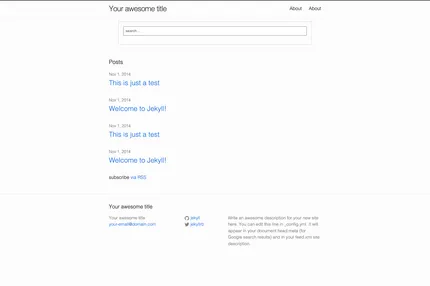 Your awesome title
About About
search...
Posts
Nov 1, 2014
This is just a test
Nov 1, 2014
Welcome to Jekyll!
Nov 1, 2014
This is just a test
Nov 1, 2014
Welcome to Jekyll!
subscribe via RSS
Your awesome title
Your awesome title
your-email@domain.com
jekyll
jekyllrb
Write an awesome description for your new site
here. You can edit this line in _config.yml. It will
appear in your document head meta (for
Google search results) and in your feed.xml site
description.